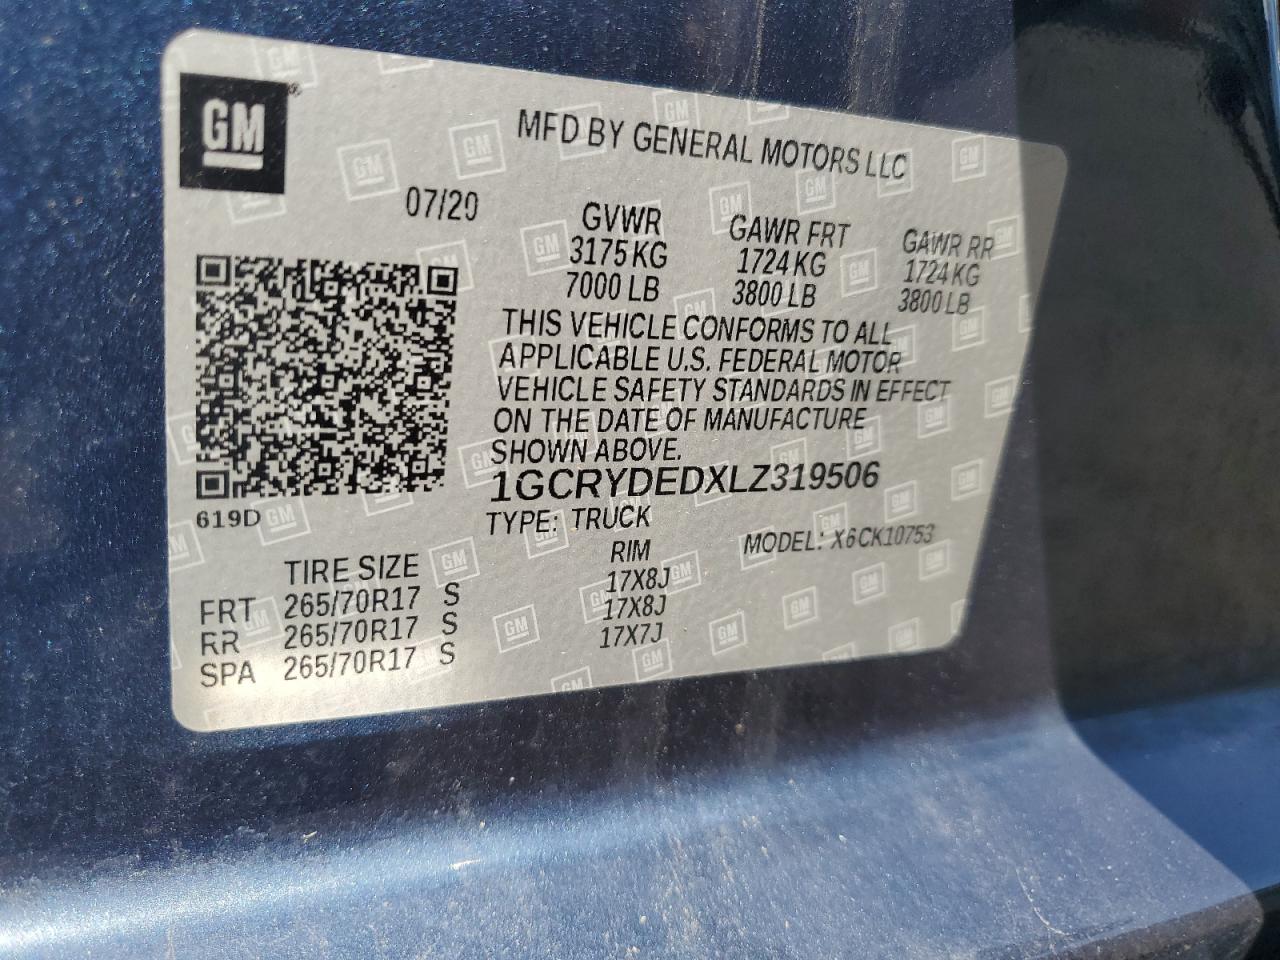 GM
MFD BY GENERAL MOTORS LLC
07/20
GVWR GAWR FRT GAWR RR
3175 KG 1724 KG 1724 KG
7000 LB 3800 LB 3800 LB
THIS VEHICLE CONFORMS TO ALL
APPLICABLE U.S. FEDERAL MOTOR
VEHICLE SAFETY STANDARDS IN EFFECT
ON THE DATE OF MANUFACTURE
SHOWN ABOVE.
1GCRYDEDXLZ319506
619D
TYPE: TRUCK MODEL: X6CK10753
TIRE SIZE RIM
FRT 265/70R17 S 17X8J
RR 265/70R17 S 17X8J
SPA 265/70R17 S 17X7J